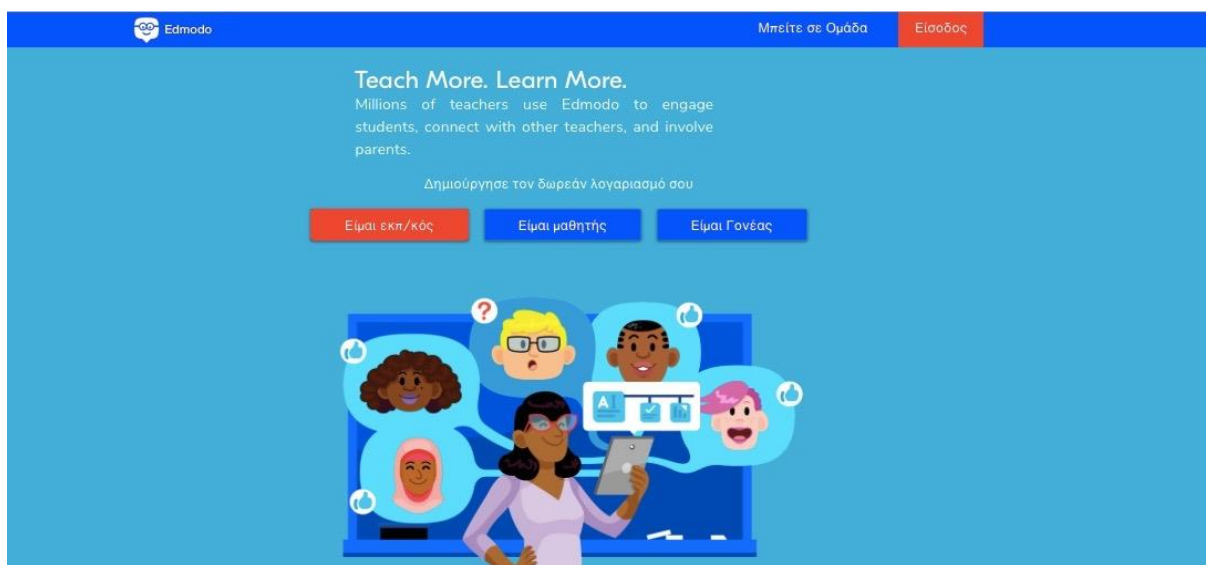 Edmodo
Μπείτε σε Ομάδα
Είσοδος
Teach More. Learn More.
Millions of teachers use Edmodo to engage
students, connect with other teachers, and involve
parents.
Δημιούργησε τον δωρεάν λογαριασμό σου
Είμαι εκπ/κός
Είμαι μαθητής
Είμαι Γονέας
?
A